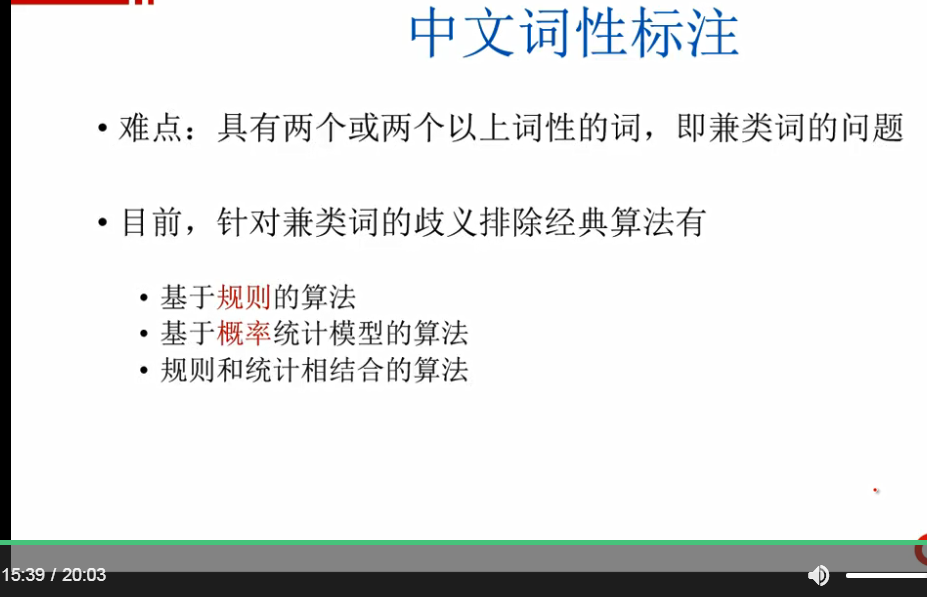 中文词性标注
• 难点：具有两个或两个以上词性的词，即兼类词的问题
• 目前，针对兼类词的歧义排除经典算法有
• 基于规则的算法
• 基于概率统计模型的算法
• 规则和统计相结合的算法
15:39 / 20:03